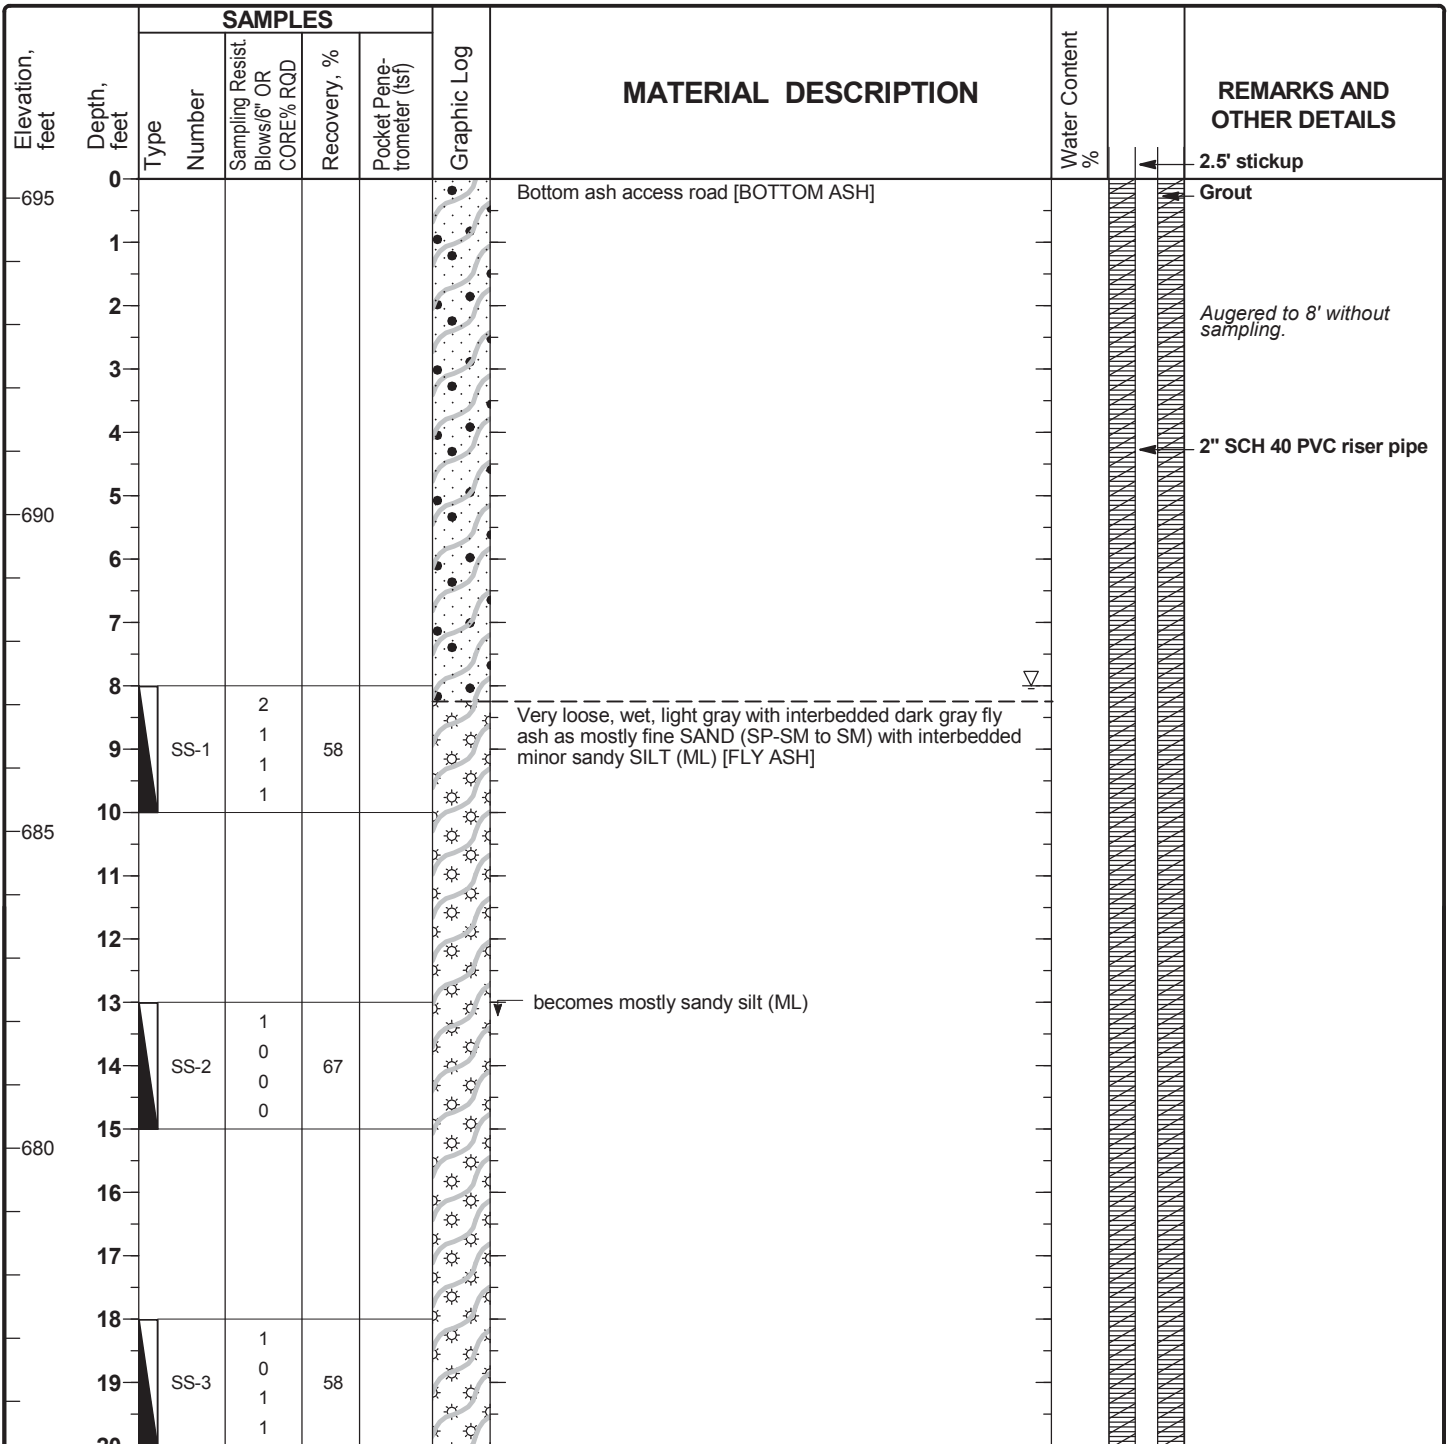 SAMPLES
Elevation,
feet
Depth,
feet
Type
Number
Sampling Resist.
Blows/6" OR
CORE% RQD
Recovery, %
Pocket Pene-
trometer (tsf)
Graphic Log
MATERIAL DESCRIPTION
Water Content
%
REMARKS AND
OTHER DETAILS
2.5' stickup
0
695
Bottom ash access road [BOTTOM ASH]
Grout
1
2
Augered to 8' without
sampling.
3
4
2" SCH 40 PVC riser pipe
5
690
6
7
8
2
Very loose, wet, light gray with interbedded dark gray fly
1
ash as mostly fine SAND (SP-SM to SM) with interbedded
9
SS-1
58
minor sandy SILT (ML) [FLY ASH]
1
1
10
685
11
12
13
becomes mostly sandy silt (ML)
1
0
14
SS-2
67
0
0
15
680
16
17
18
1
0
19
SS-3
58
1
1
20